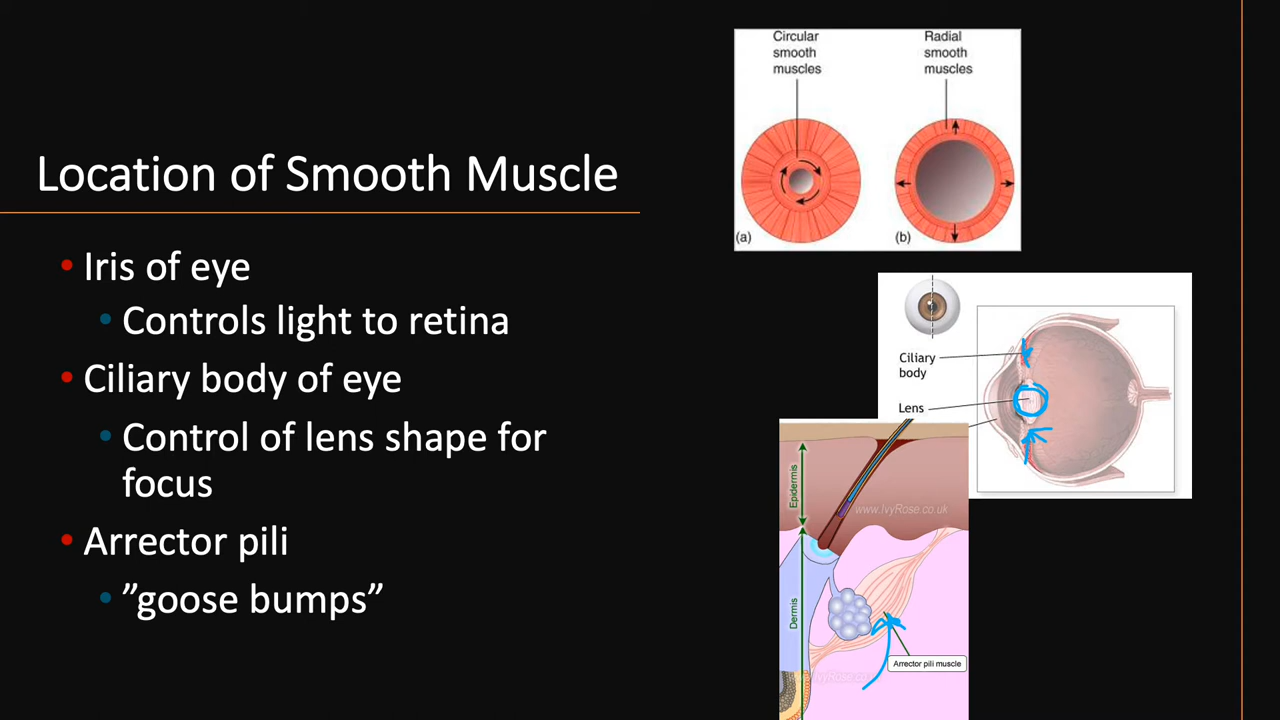 Location of Smooth Muscle
• Iris of eye
• Controls light to retina
• Ciliary body of eye
• Control of lens shape for
focus
• Arrector pili
• ”goose bumps”
Circular
smooth
muscles
Radial
smooth
muscles
(a)
(b)
Ciliary
body
Lens
Epidermis
www.IvyRose.co.uk
Dermis
Arrector pili muscle